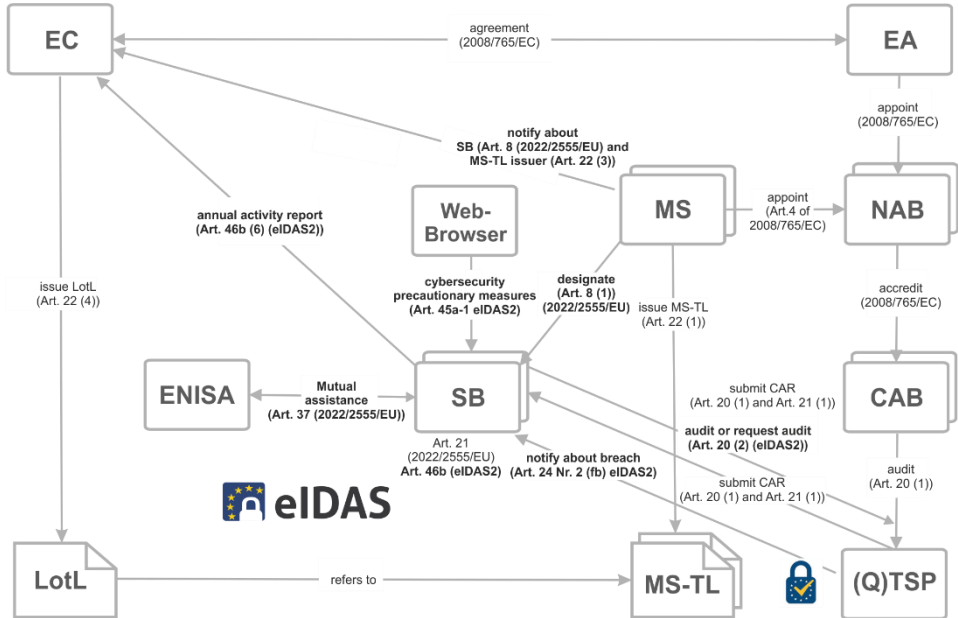 EC
agreement
(2008/765/EC)
EA
appoint
(2008/765/EC)
notify about
SB (Art. 8 (2022/2555/EU) and
MS-TL issuer (Art. 22 (3))
annual activity report
(Art. 46b (6) (eIDAS2))
Web-
Browser
MS
appoint
(Art.4 of
2008/765/EC)
NAB
issue LotL
(Art. 22 (4))
cybersecurity
precautionary measures
(Art. 45a-1 eIDAS2)
designate
(Art. 8 (1))
(2022/2555/EU)
issue MS-TL
(Art. 22 (1))
accredit
(2008/765/EC)
ENISA
Mutual
assistance
(Art. 37 (2022/2555/EU))
SB
submit CAR
(Art. 20 (1) and Art. 21 (1))
CAB
audit or request audit
(Art. 20 (2) (eIDAS2))
Art. 21
(2022/2555/EU)
Art. 46b (eIDAS2)
notify about breach
(Art. 24 Nr. 2 (fb) eIDAS2)
submit CAR
(Art. 20 (1) and Art. 21 (1))
audit
(Art. 20 (1))
eIDAS
LotL
refers to
MS-TL
(Q)TSP